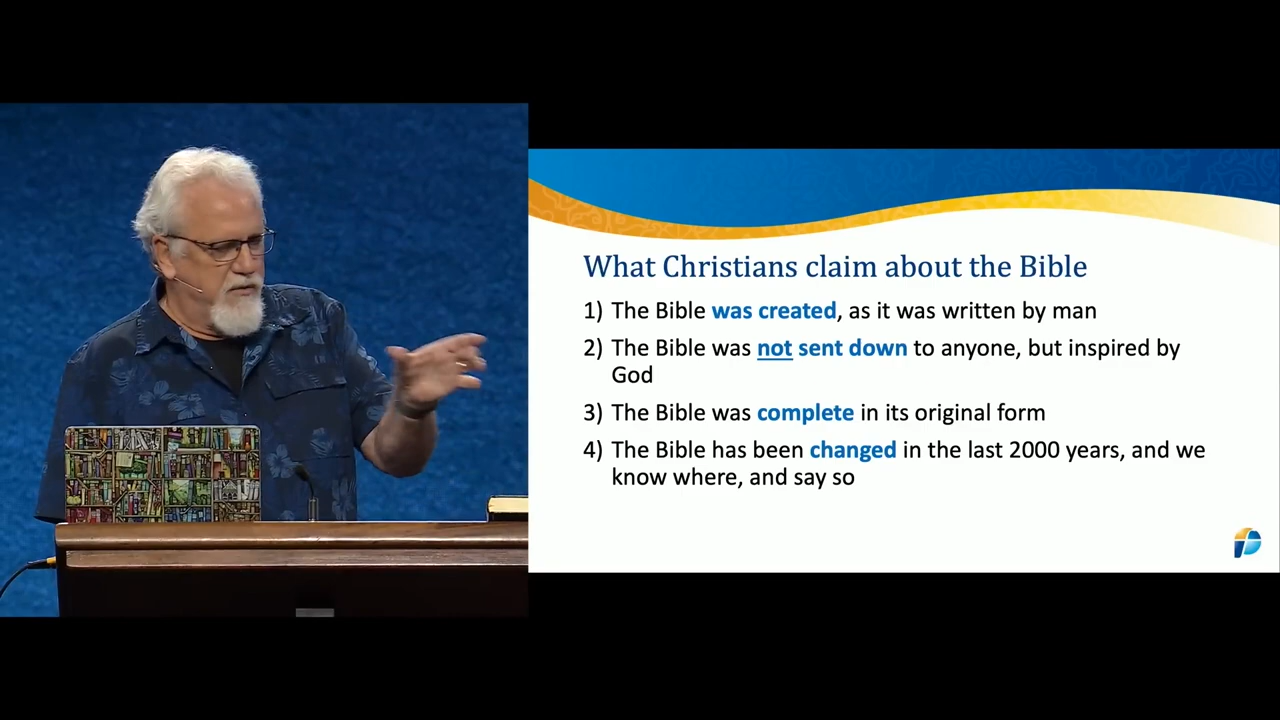 What Christians claim about the Bible
1) The Bible was created, as it was written by man
2) The Bible was not sent down to anyone, but inspired by
God
3) The Bible was complete in its original form
4) The Bible has been changed in the last 2000 years, and we
know where, and say so